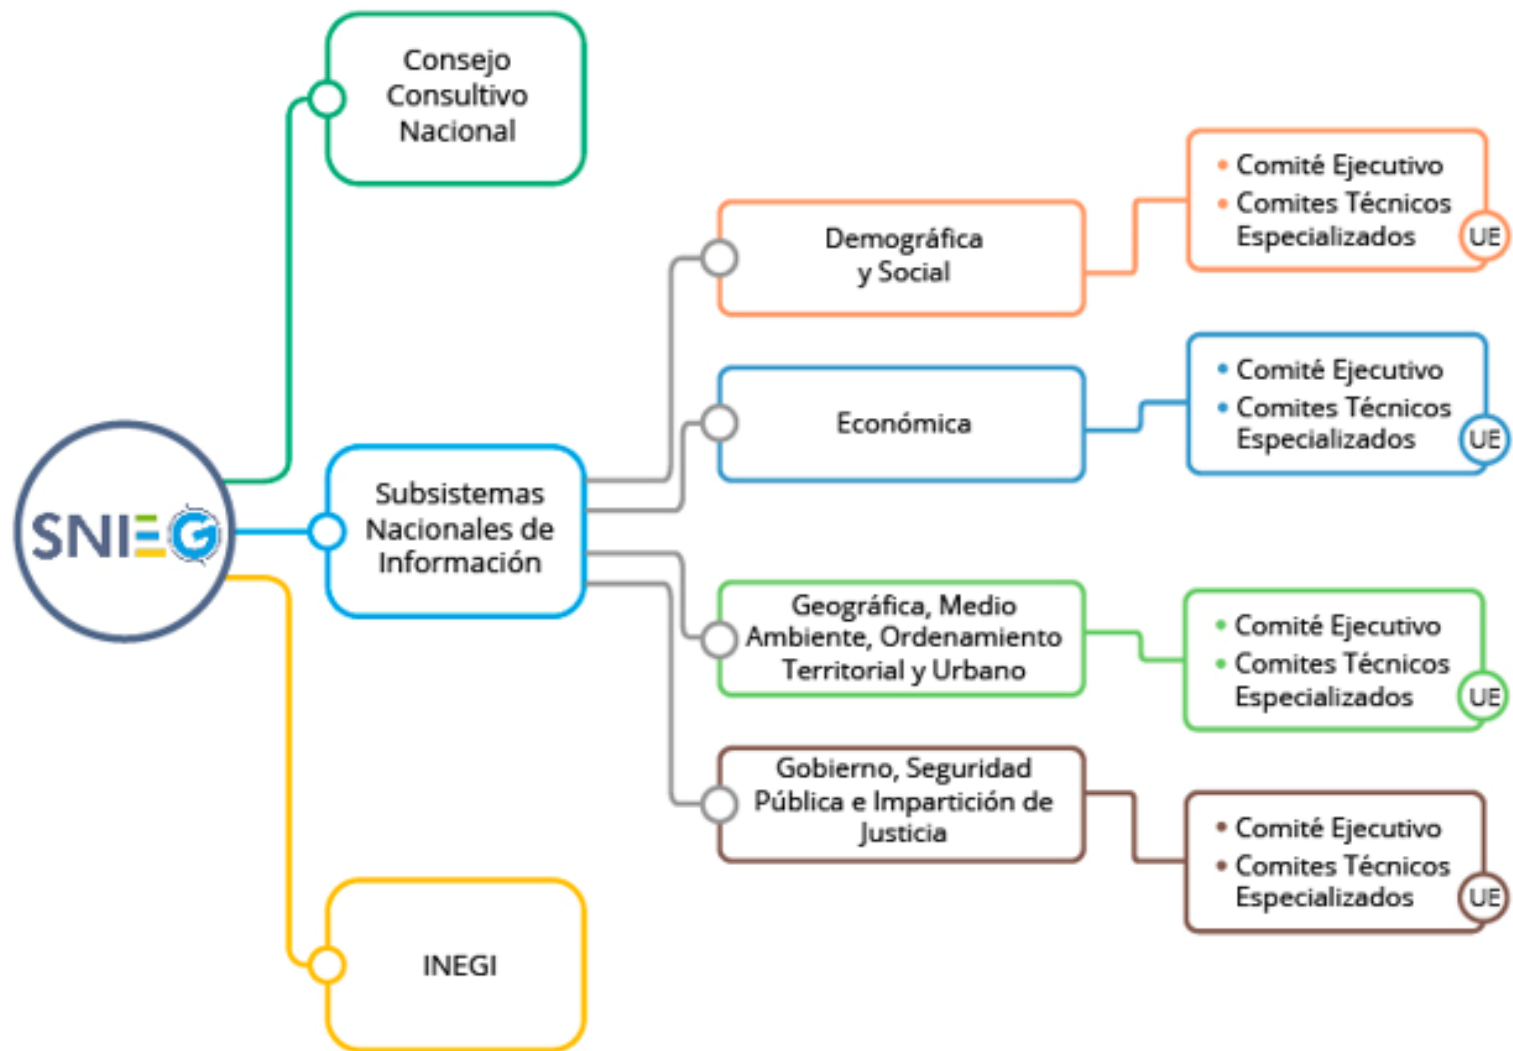 Consejo
Consultivo
Nacional
SNIEG
Subsistemas
Nacionales de
Información
INEGI
Demográfica
y Social
Económica
Geográfica, Medio
Ambiente, Ordenamiento
Territorial y Urbano
Gobierno, Seguridad
Pública e Impartición de
Justicia
• Comité Ejecutivo
• Comites Técnicos
Especializados
UE
• Comité Ejecutivo
• Comites Técnicos
Especializados
UE
• Comité Ejecutivo
• Comites Técnicos
Especializados
UE
• Comité Ejecutivo
• Comites Técnicos
Especializados
UE